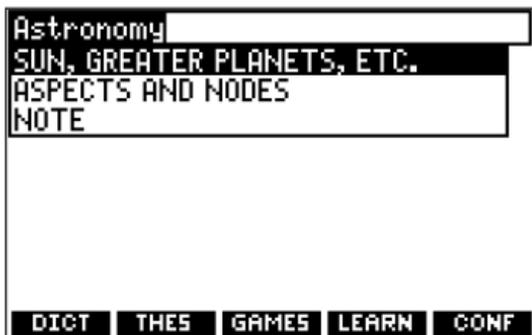 Astronomy
SUN, GREATER PLANETS, ETC.
ASPECTS AND NODES
NOTE
DICT THES GAMES LEARN CONF